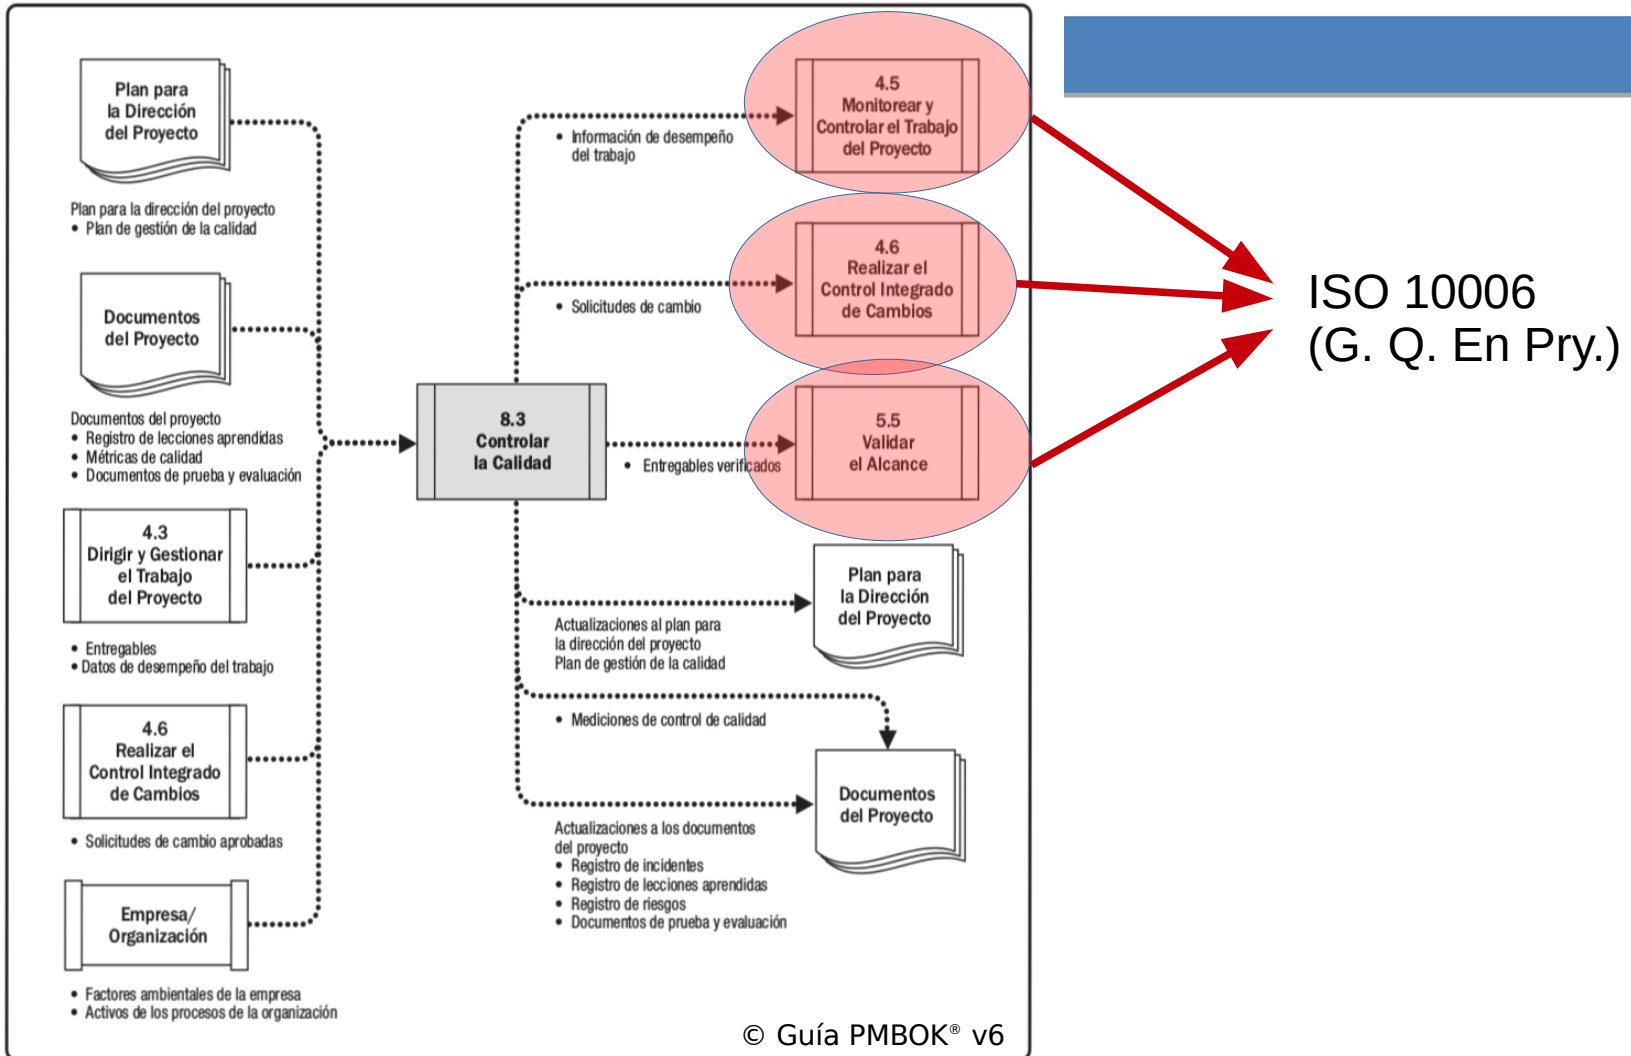 Plan para
la Dirección
del Proyecto
Plan para la dirección del proyecto
• Plan de gestión de la calidad
Documentos
del Proyecto
Documentos del proyecto
• Registro de lecciones aprendidas
• Métricas de calidad
• Documentos de prueba y evaluación
4.3
Dirigir y Gestionar
el Trabajo
del Proyecto
• Entregables
• Datos de desempeño del trabajo
4.6
Realizar el
Control Integrado
de Cambios
• Solicitudes de cambio aprobadas
Empresa/
Organización
• Factores ambientales de la empresa
• Activos de los procesos de la organización
8.3
Controlar
la Calidad
• Información de desempeño
del trabajo
4.5
Monitorear y
Controlar el Trabajo
del Proyecto
• Solicitudes de cambio
4.6
Realizar el
Control Integrado
de Cambios
• Entregables verificados
5.5
Validar
el Alcance
Actualizaciones al plan para
la dirección del proyecto
Plan de gestión de la calidad
Plan para
la Dirección
del Proyecto
• Mediciones de control de calidad
Documentos
del Proyecto
Actualizaciones a los documentos
del proyecto
• Registro de incidentes
• Registro de lecciones aprendidas
• Registro de riesgos
• Documentos de prueba y evaluación
© Guía PMBOK® v6
ISO 10006
(G. Q. En Pry.)